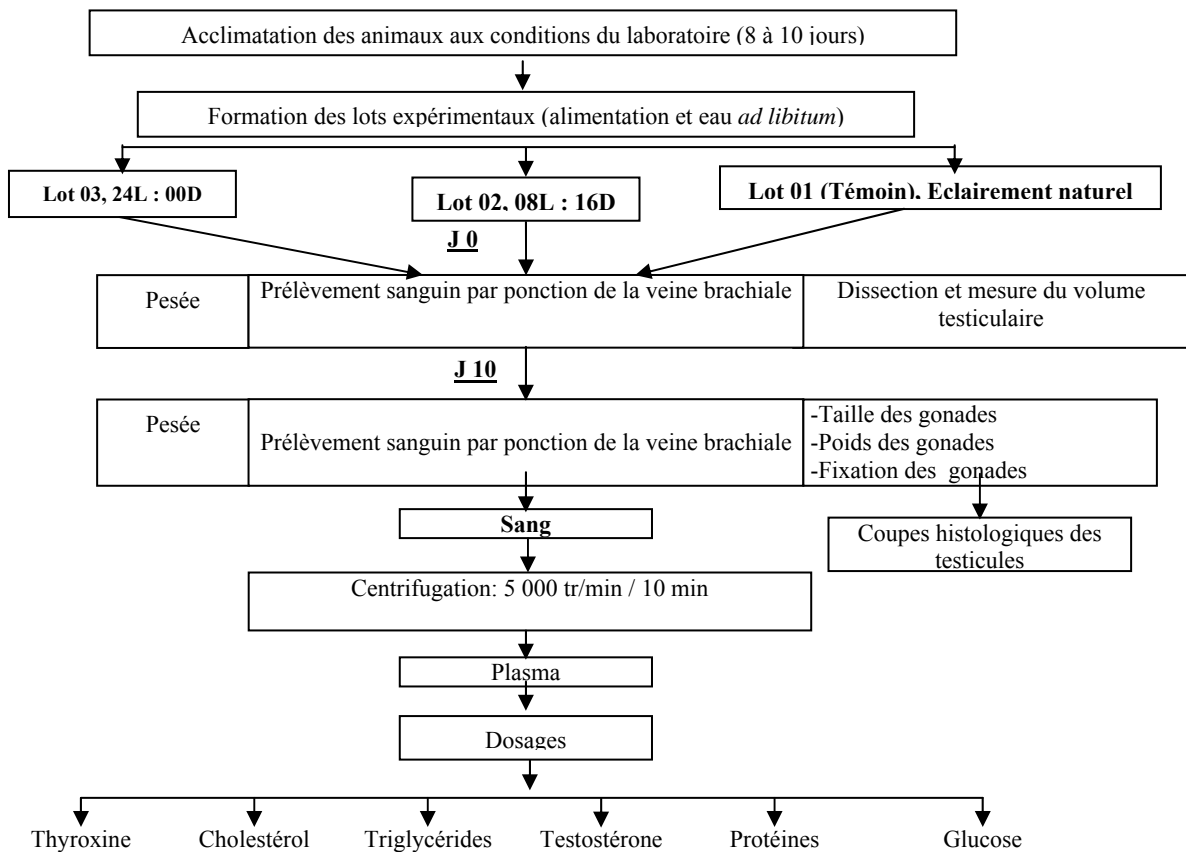 Acclimatation des animaux aux conditions du laboratoire (8 à 10 jours)
Formation des lots expérimentaux (alimentation et eau ad libitum)
Lot 03, 24L : 00D
Lot 02, 08L : 16D
Lot 01 (Témoin), Eclairement naturel
J 0
Pesée
Prélèvement sanguin par ponction de la veine brachiale
Dissection et mesure du volume
testiculaire
J 10
Pesée
Prélèvement sanguin par ponction de la veine brachiale
-Taille des gonades
-Poids des gonades
-Fixation des gonades
Sang
Coupes histologiques des
testicules
Centrifugation: 5 000 tr/min / 10 min
Plasma
Dosages
Thyroxine Cholestérol Triglycérides Testostérone Protéines Glucose